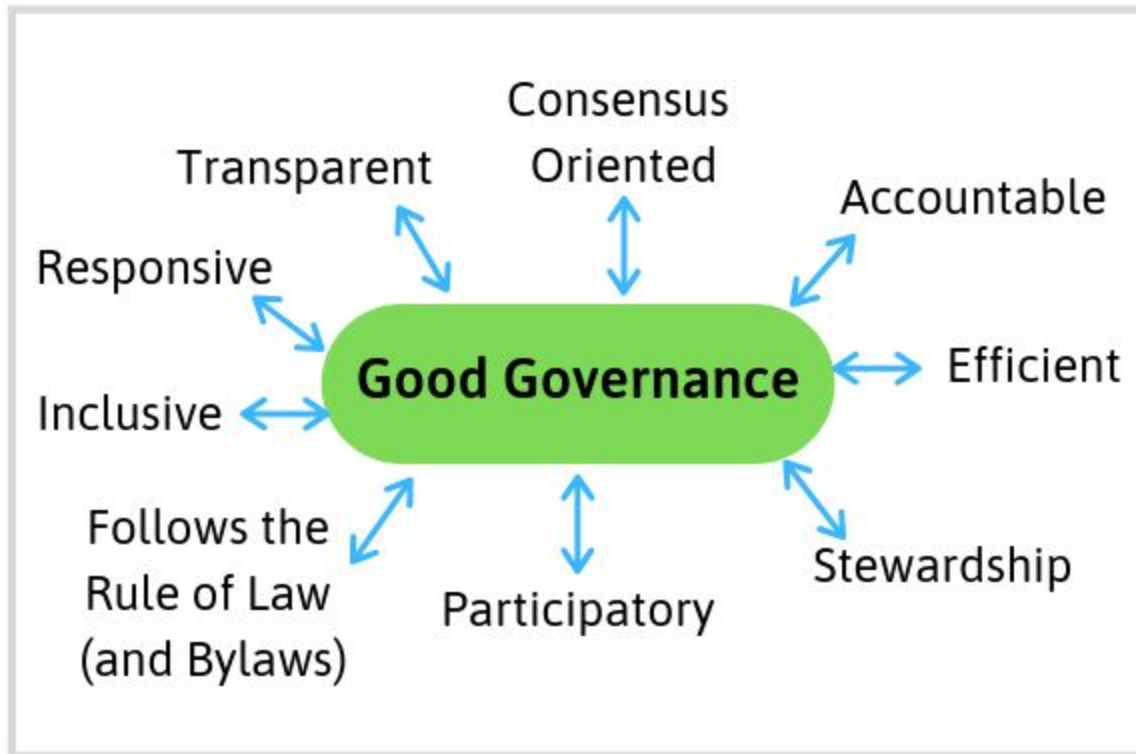 Consensus
Oriented
Transparent
Accountable
Responsive
Good Governance
Efficient
Inclusive
Follows the
Rule of Law
(and Bylaws)
Participatory
Stewardship